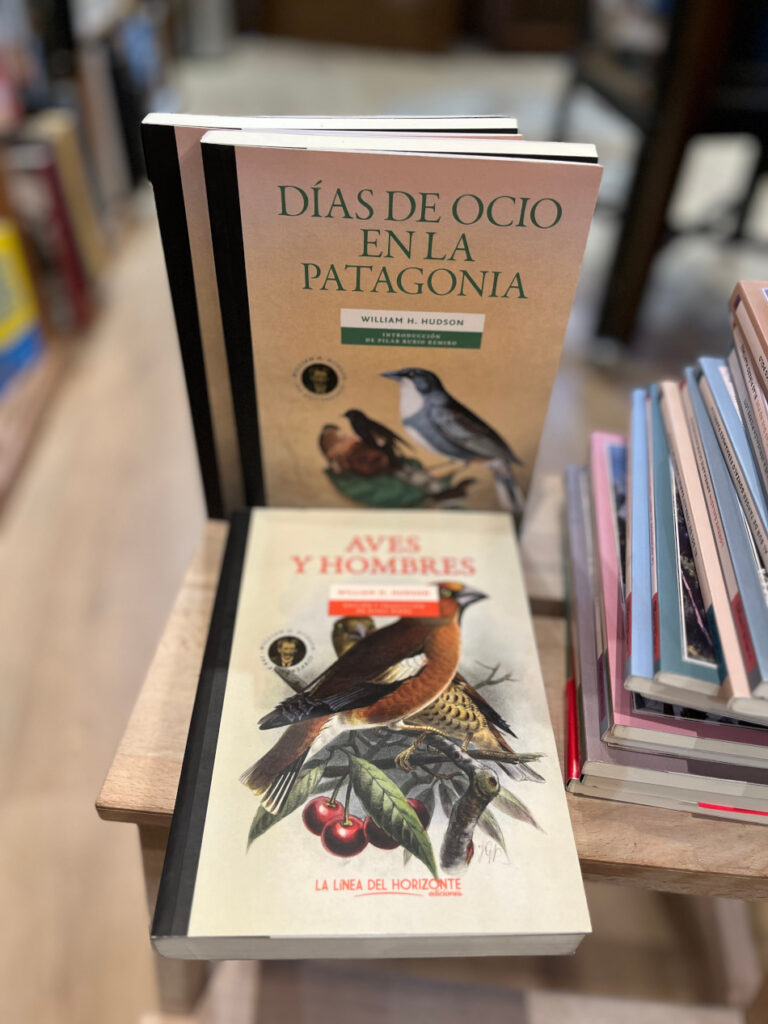 DÍAS DE OCIO
EN LA
PATAGONIA
WILLIAM H. HUDSON
INTRODUCCIÓN
DE PILAR RUBIO REMIRO
AVES
Y HOMBRES
WILLIAM H. HUDSON
LA LÍNEA DEL HORIZONTE
ediciones